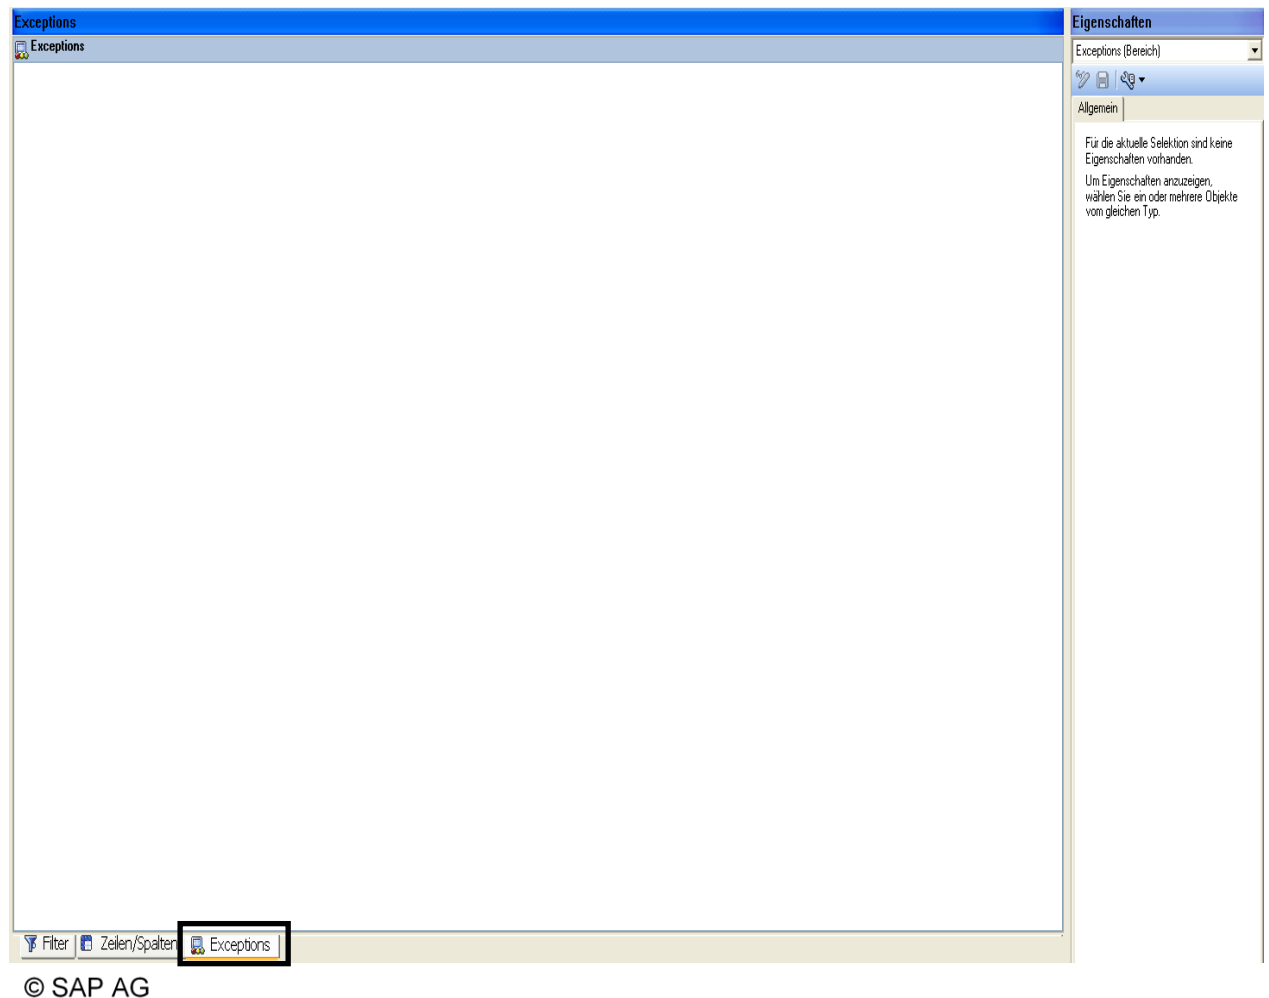 Exceptions
Exceptions
Eigenschaften
Exceptions (Bereich)
Allgemein
Für die aktuelle Selektion sind keine
Eigenschaften vorhanden.
Um Eigenschaften anzuzeigen,
wählen Sie ein oder mehrere Objekte
vom gleichen Typ.
Filter Zeilen/Spalten Exceptions
© SAP AG